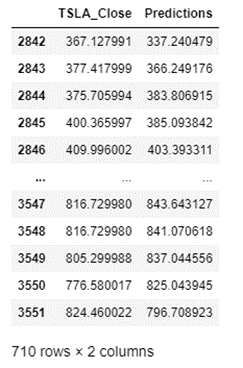 TSLA_Close Predictions
2842 367.127991 337.240479
2843 377.417999 366.249176
2844 375.705994 383.806915
2845 400.365997 385.093842
2846 409.996002 403.393311
... ... ...
3547 816.729980 843.643127
3548 816.729980 841.070618
3549 805.299988 837.044556
3550 776.580017 825.043945
3551 824.460022 796.708923
710 rows × 2 columns